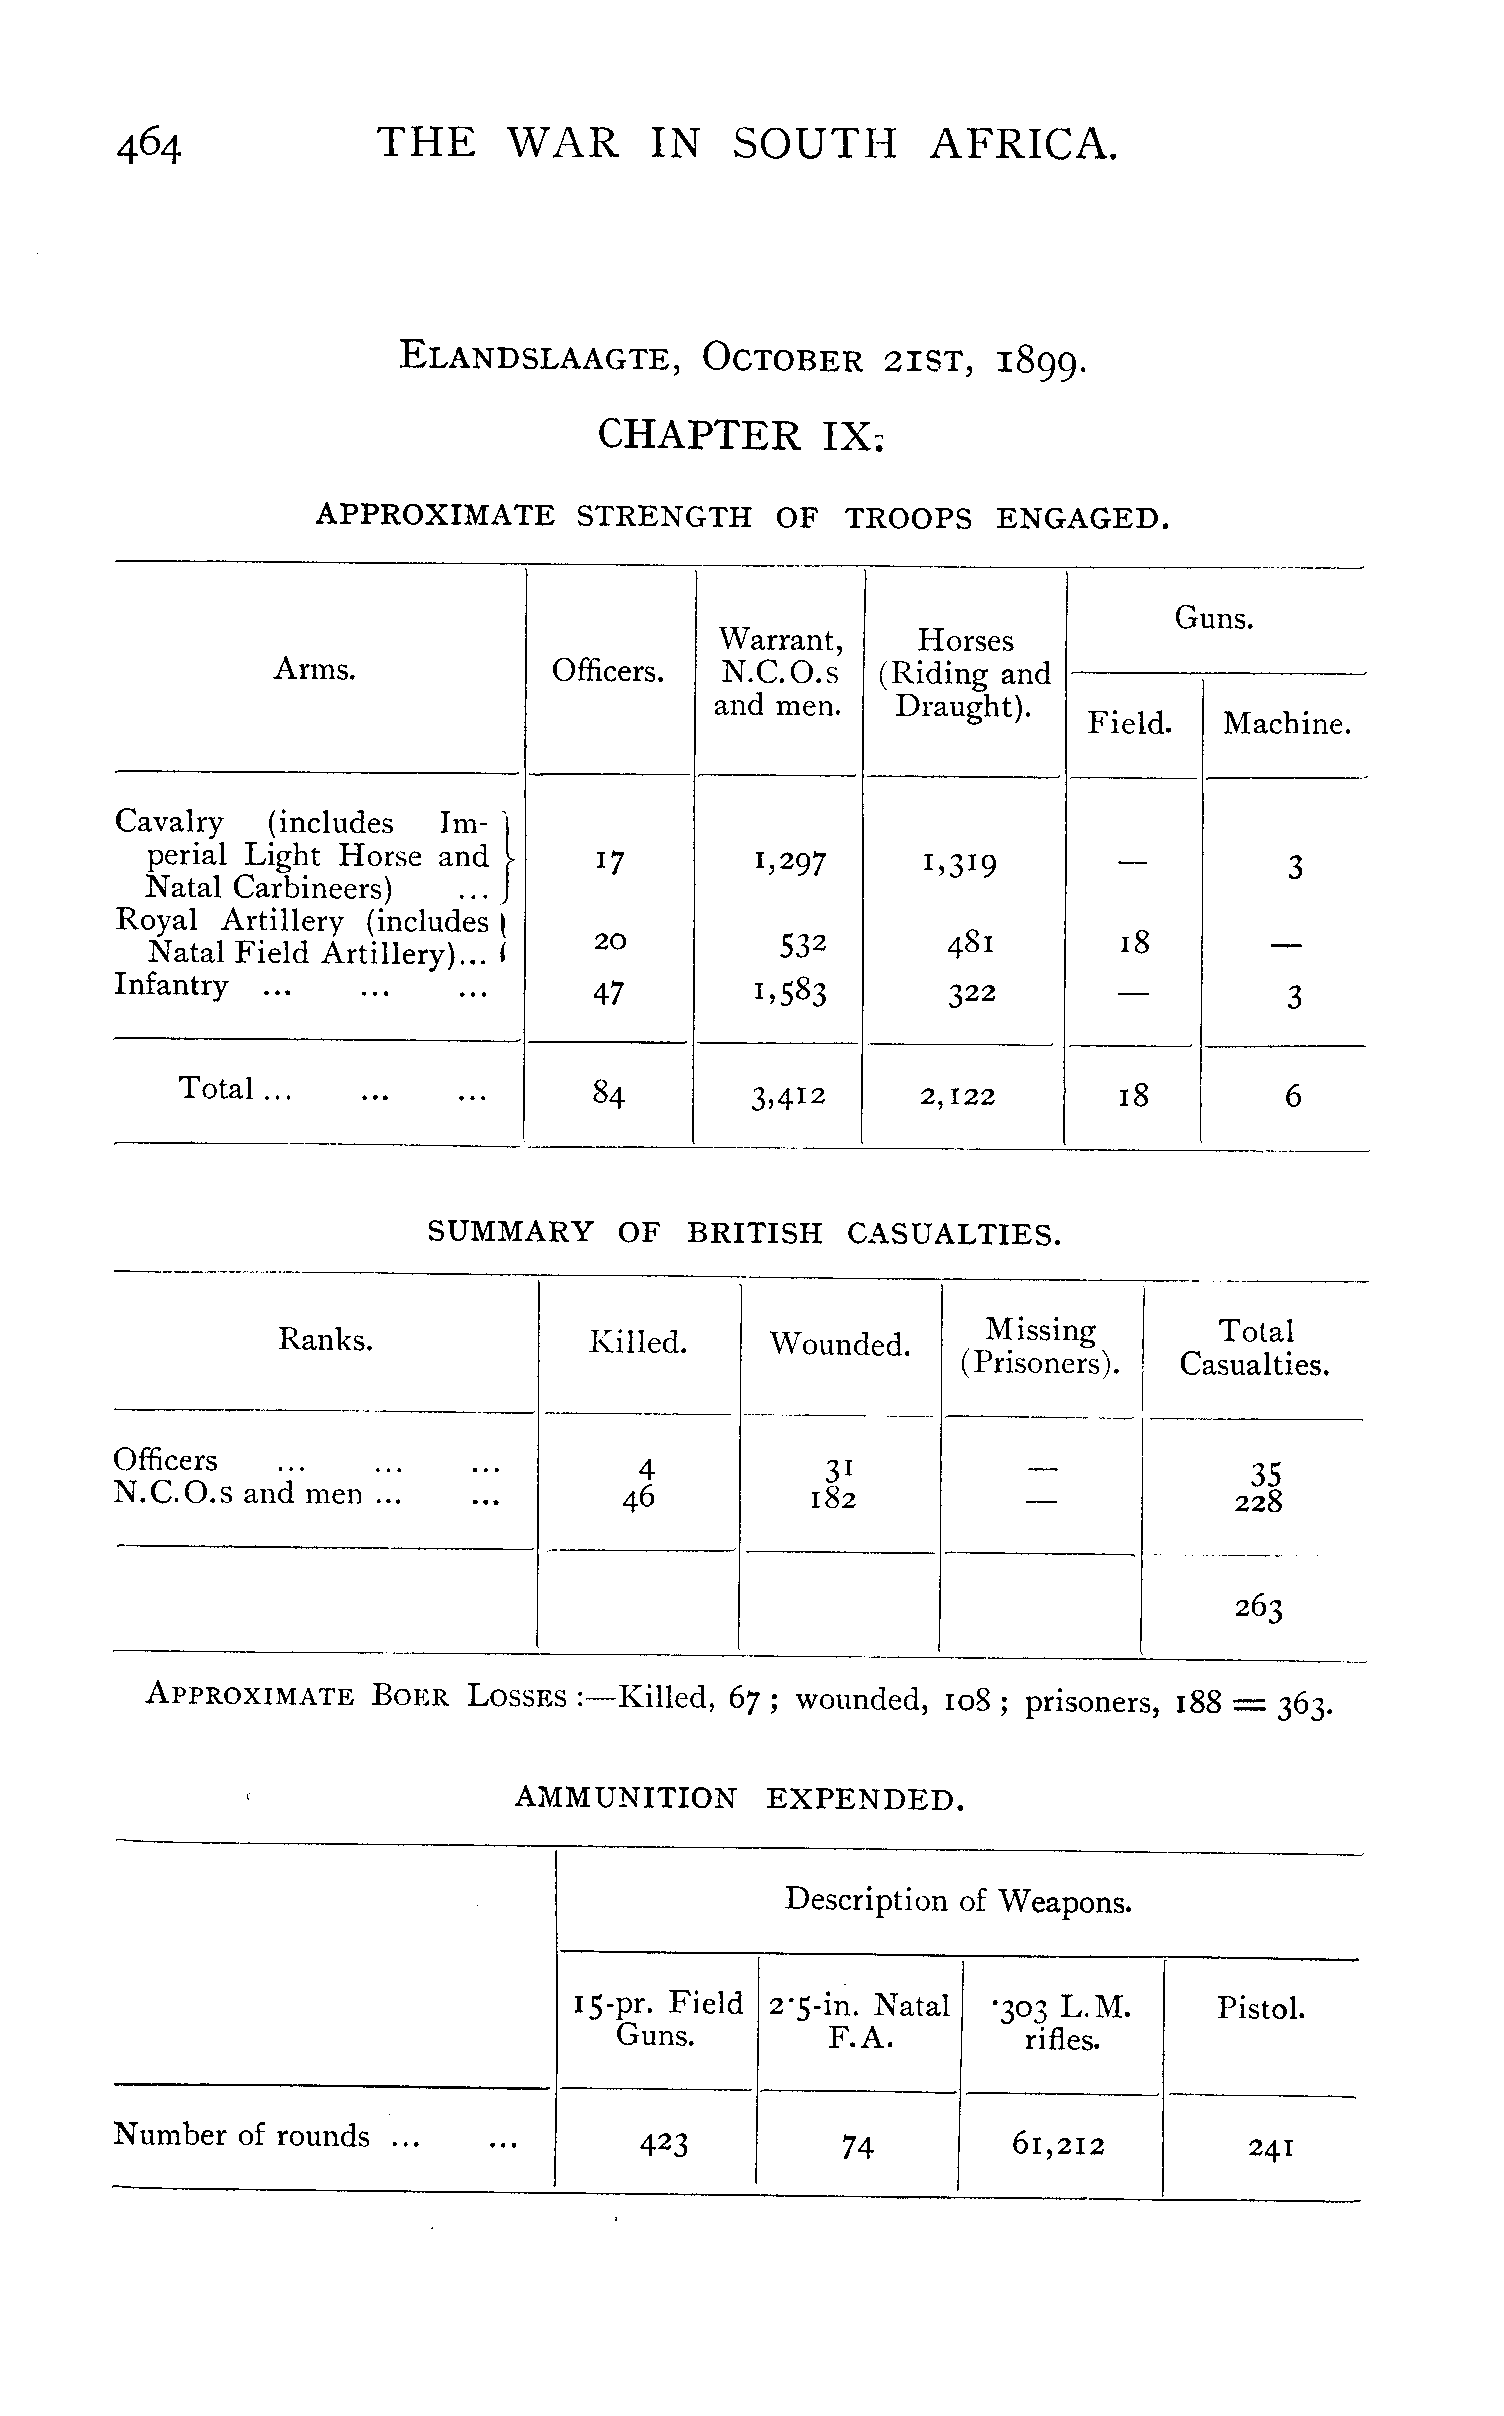 464 THE WAR IN SOUTH AFRICA.
ELANDSLAAGTE, OCTOBER 21ST, 1899.
CHAPTER IX.
APPROXIMATE STRENGTH OF TROOPS ENGAGED.
Arms. Officers. Warrant, N.C.O.s and men. Horses (Riding and Draught). Guns.
Field. Machine.
Cavalry (includes Im-
perial Light Horse and 17 1,297 1,319 — 3
Natal Carbineers) ...
Royal Artillery (includes
Natal Field Artillery)... 20 532 481 18 —
Infantry ... ... ... 47 1,583 322 — 3
Total ... ... ... 84 3,412 2,122 18 6
SUMMARY OF BRITISH CASUALTIES.
Ranks. Killed. Wounded. Missing (Prisoners). Total Casualties.
Officers ... ... ... 4 31 — 35
N.C.O.s and men ... ... 46 182 — 228
263
APPROXIMATE BOER LOSSES :—Killed, 67 ; wounded, 108 ; prisoners, 188 = 363.
AMMUNITION EXPENDED.
Description of Weapons.
15-pr. Field Guns. 2·5-in. Natal F.A. ·303 L.M. rifles. Pistol.
Number of rounds ... ... 423 74 61,212 241